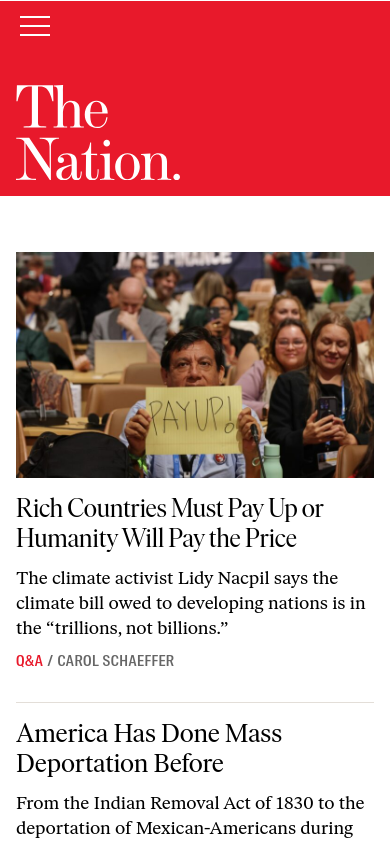 The
Nation.
FINANCE
PAY UP!
Rich Countries Must Pay Up or
Humanity Will Pay the Price
The climate activist Lidy Nacpil says the
climate bill owed to developing nations is in
the “trillions, not billions.”
Q&A / CAROL SCHAEFFER
America Has Done Mass
Deportation Before
From the Indian Removal Act of 1830 to the
deportation of Mexican-Americans during